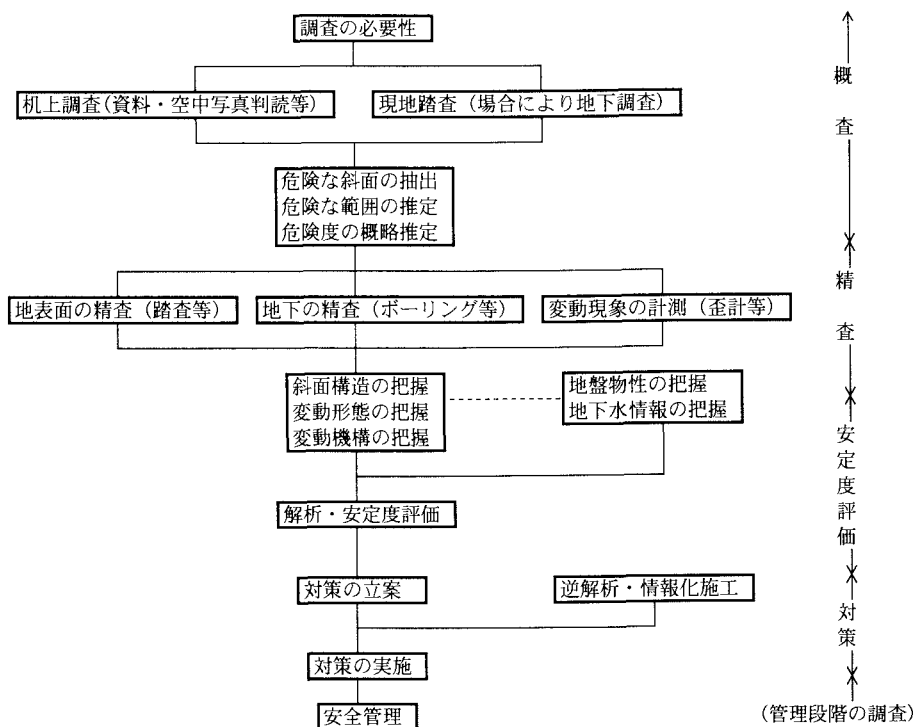 調査の必要性
机上調査(資料・空中写真判読等)
現地踏査(場合により地下調査)
危険な斜面の抽出
危険な範囲の推定
危険度の概略推定
地表面の精査(踏査等)
地下の精査(ボーリング等)
変動現象の計測(歪計等)
斜面構造の把握
変動形態の把握
変動機構の把握
地盤物性の把握
地下水情報の把握
解析・安定度評価
対策の立案
逆解析・情報化施工
対策の実施
安全管理
概査
精査
安定度評価
対策
(管理段階の調査)